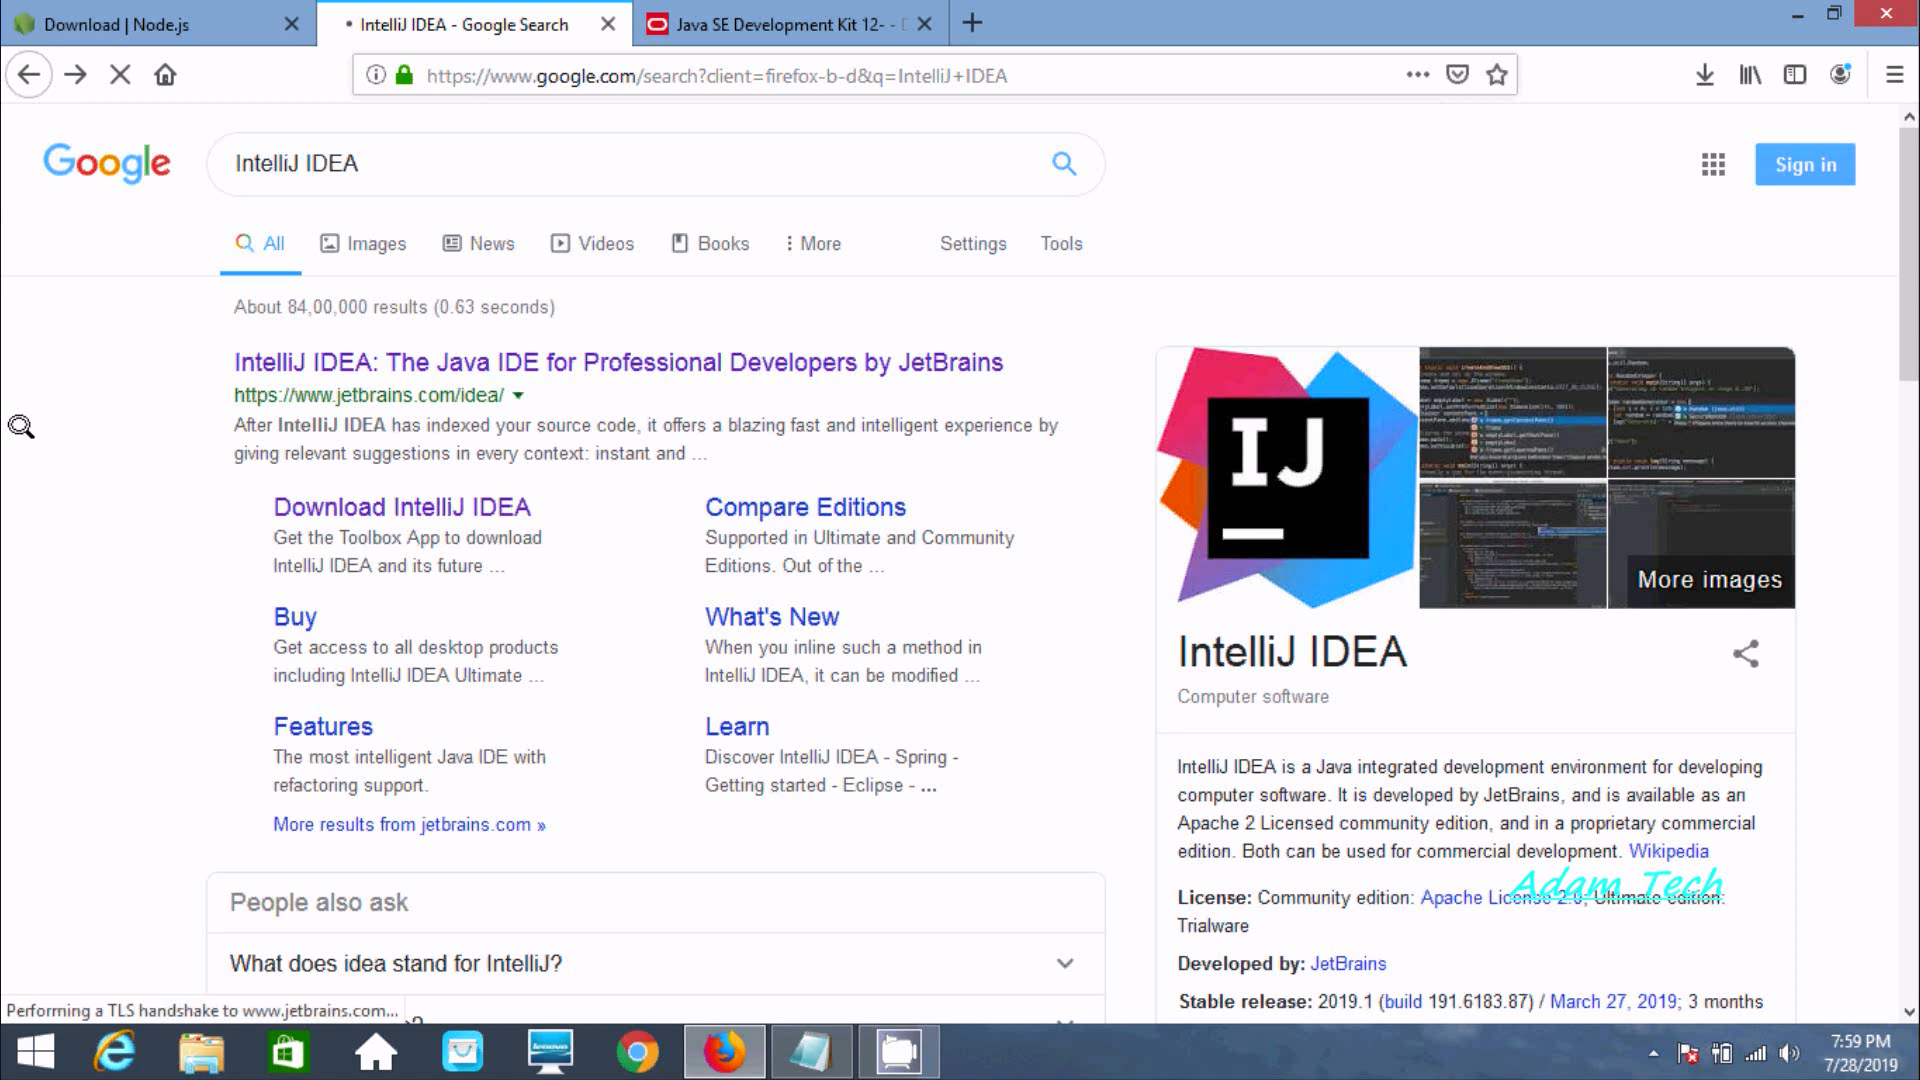 Download | Node.js
IntelliJ IDEA - Google Search
Java SE Development Kit 12- -
https://www.google.com/search?client=firefox-b-d&q=IntelliJ+IDEA
Google
IntelliJ IDEA
Sign in
All
Images
News
Videos
Books
More
Settings
Tools
About 84,00,000 results (0.63 seconds)
IntelliJ IDEA: The Java IDE for Professional Developers by JetBrains
https://www.jetbrains.com/idea/
After IntelliJ IDEA has indexed your source code, it offers a blazing fast and intelligent experience by
giving relevant suggestions in every context: instant and ...
Download IntelliJ IDEA
Get the Toolbox App to download
IntelliJ IDEA and its future ...
Compare Editions
Supported in Ultimate and Community
Editions. Out of the ...
Buy
Get access to all desktop products
including IntelliJ IDEA Ultimate ...
What's New
When you inline such a method in
IntelliJ IDEA, it can be modified ...
Features
The most intelligent Java IDE with
refactoring support.
Learn
Discover IntelliJ IDEA - Spring -
Getting started - Eclipse - ...
More results from jetbrains.com »
People also ask
What does idea stand for IntelliJ?
IJ
More images
IntelliJ IDEA
Computer software
IntelliJ IDEA is a Java integrated development environment for developing
computer software. It is developed by JetBrains, and is available as an
Apache 2 Licensed community edition, and in a proprietary commercial
edition. Both can be used for commercial development. Wikipedia
Adam Tech
License: Community edition: Apache License 2.0; Ultimate edition:
Trialware
Developed by: JetBrains
Stable release: 2019.1 (build 191.6183.87) / March 27, 2019; 3 months
Performing a TLS handshake to www.jetbrains.com...
7:59 PM
7/28/2019